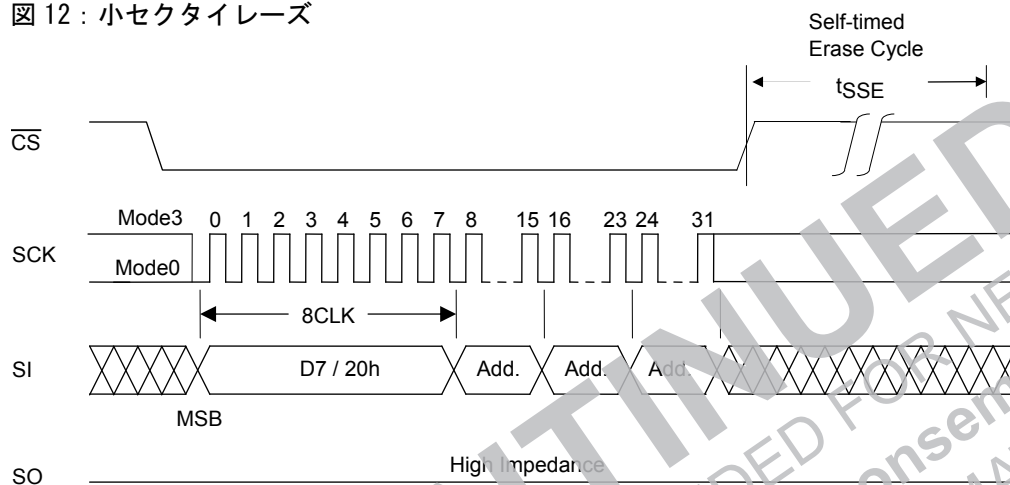 図 12 : 小セクタイレーズ
Self-timed
Erase Cycle
tSSE
CS
Mode3
0 1 2 3 4 5 6 7 8 15 16 23 24 31
SCK
Mode0
8CLK
SI
D7 / 20h
Add.
Add.
Add.
MSB
High Impedance
SO